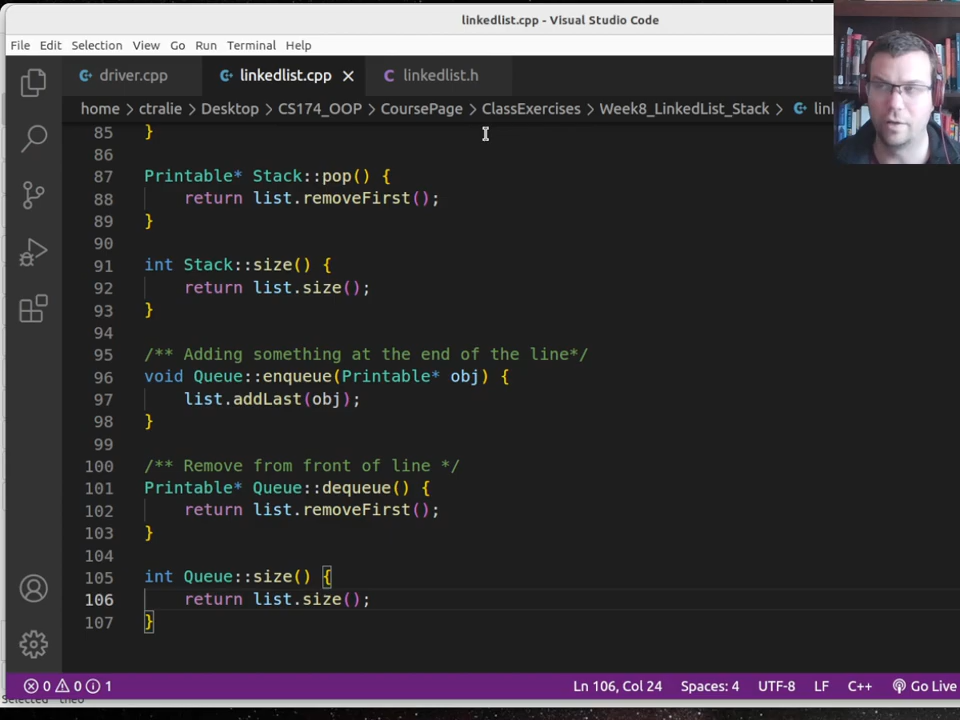 linkedlist.cpp - Visual Studio Code
File Edit Selection View Go Run Terminal Help
driver.cpp linkedlist.cpp linkedlist.h
home > ctralie > Desktop > CS174_OOP > CoursePage > ClassExercises > Week8_LinkedList_Stack >
85 }
86
87 Printable* Stack::pop() {
88 return list.removeFirst();
89 }
90
91 int Stack::size() {
92 return list.size();
93 }
94
95 /** Adding something at the end of the line*/
96 void Queue::enqueue(Printable* obj) {
97 list.addLast(obj);
98 }
99
100 /** Remove from front of line */
101 Printable* Queue::dequeue() {
102 return list.removeFirst();
103 }
104
105 int Queue::size() {
106 return list.size();
107 }
0 0 1 Ln 106, Col 24 Spaces: 4 UTF-8 LF C++ Go Live